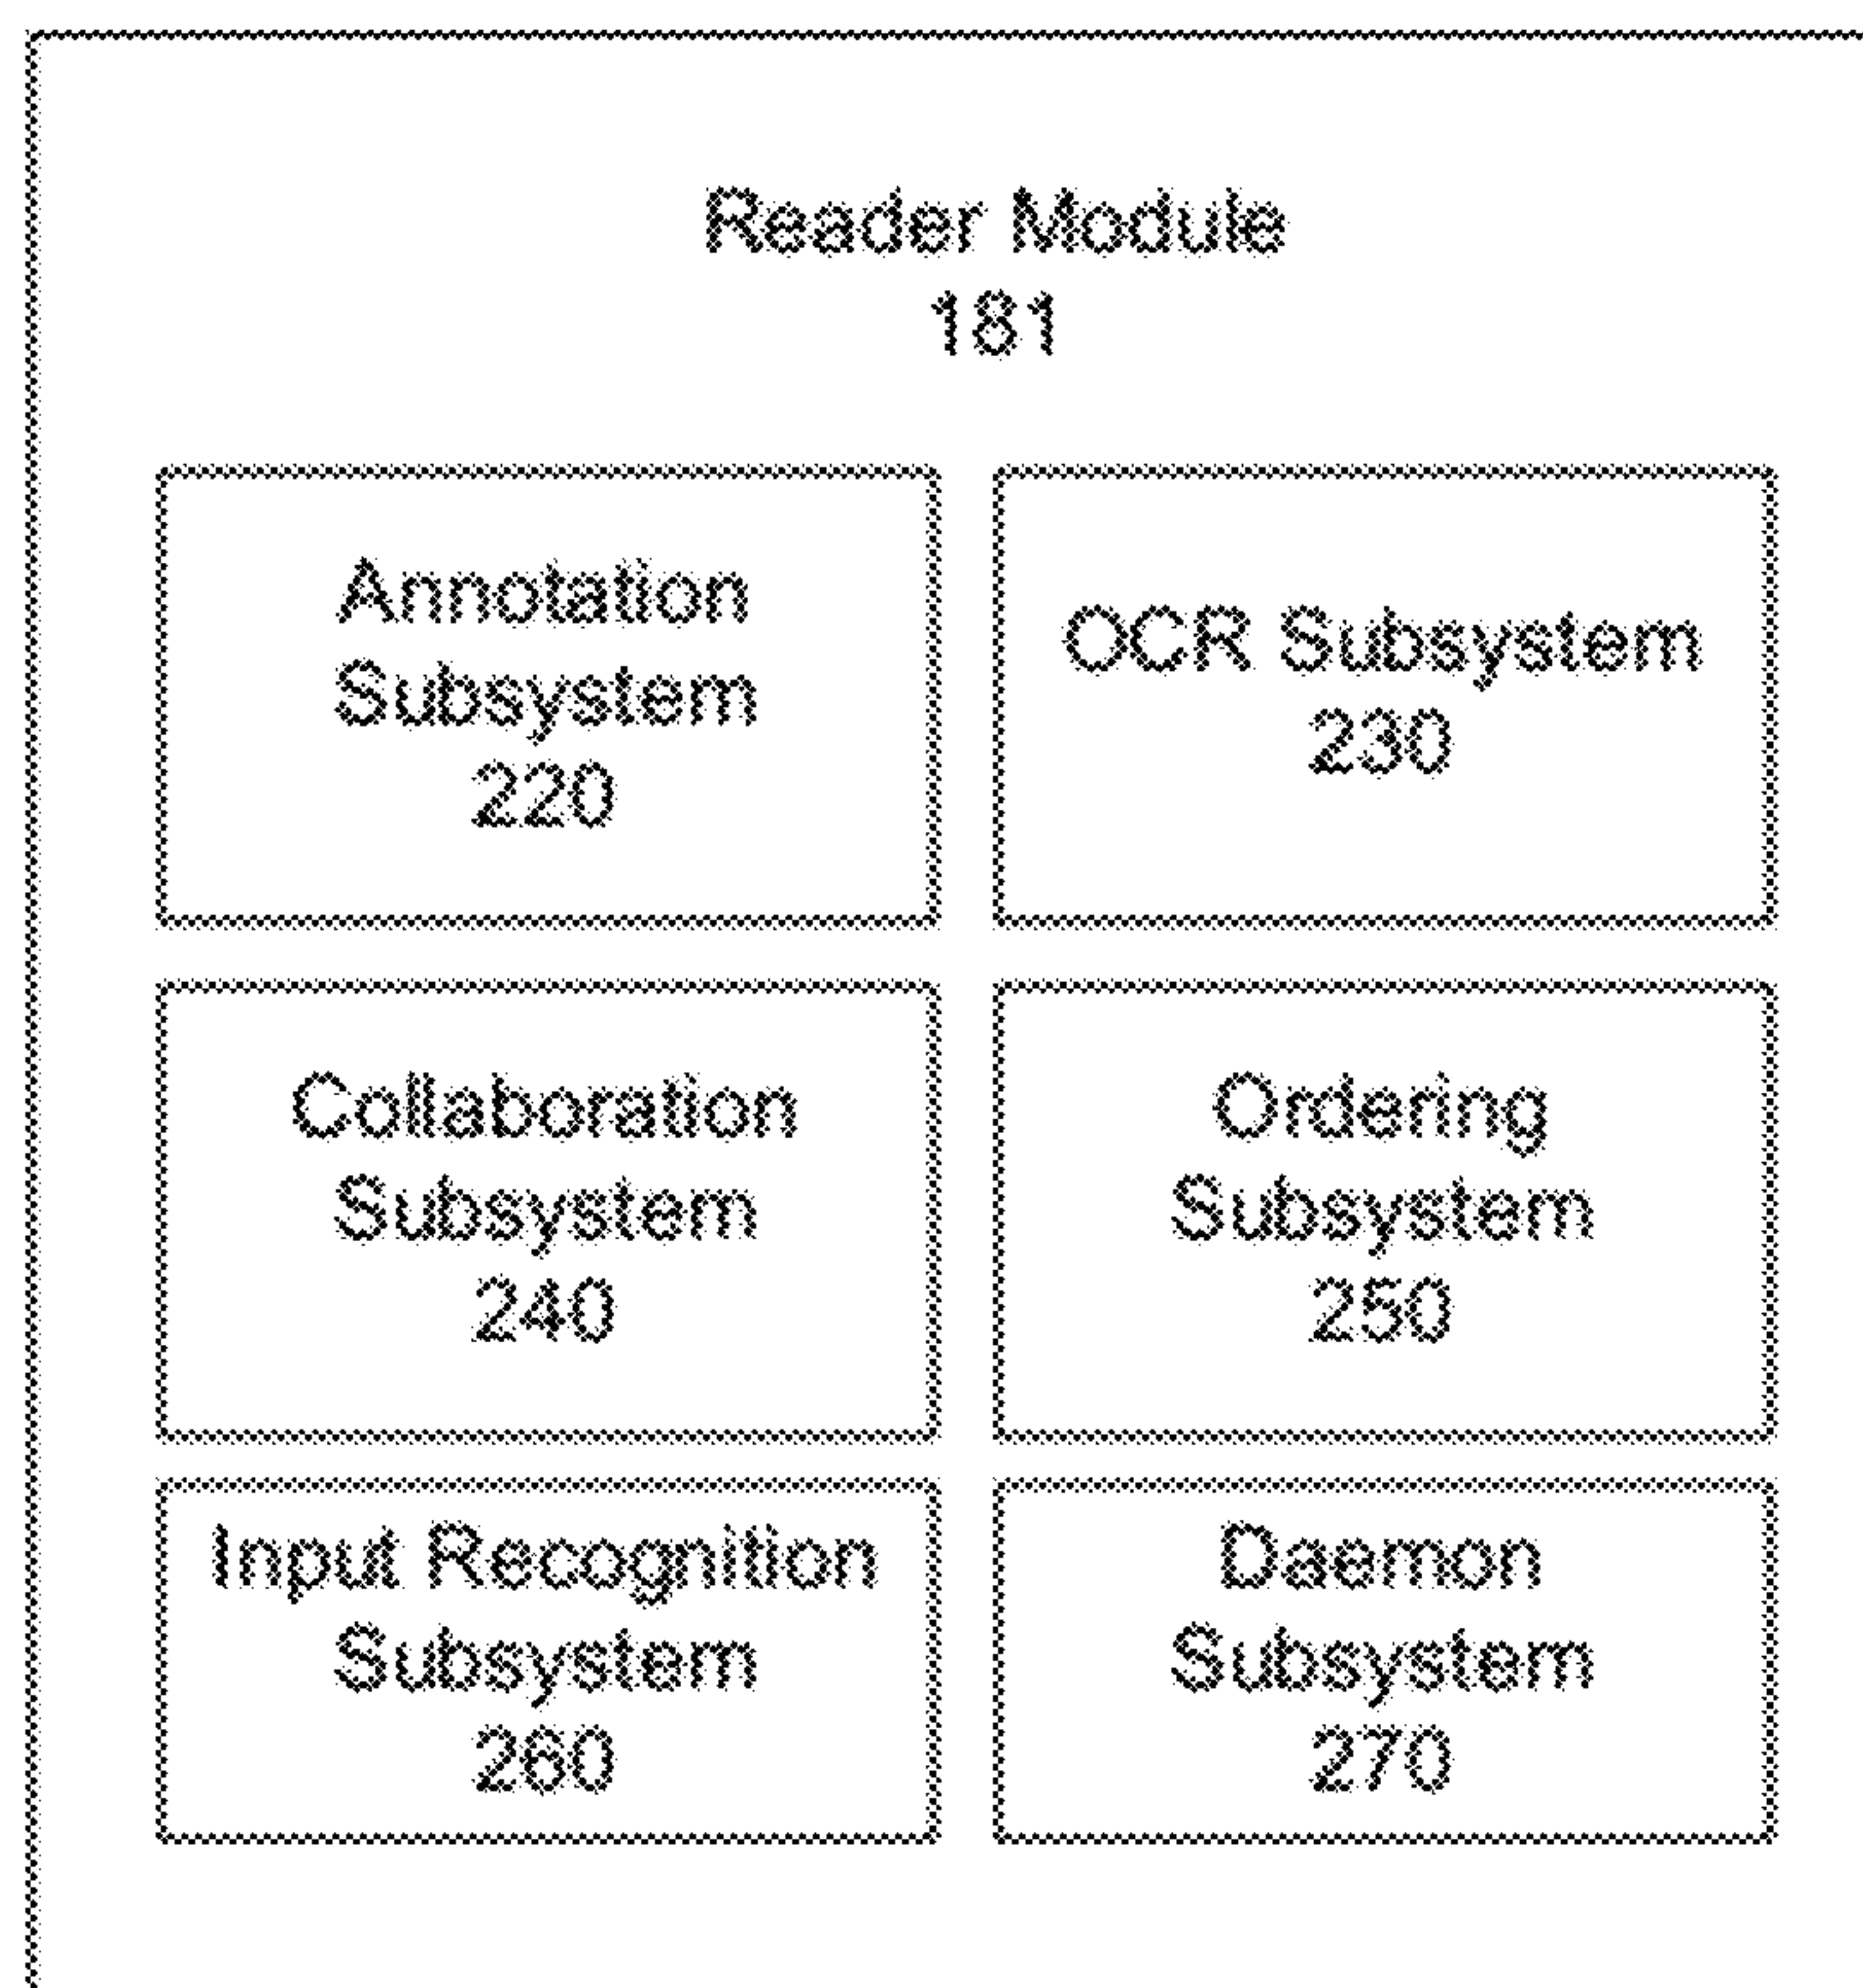 Reader Module
181
Annotation
Subsystem
220
OCR Subsystem
230
Collaboration
Subsystem
240
Ordering
Subsystem
250
Input Recognition
Subsystem
260
Daemon
Subsystem
270